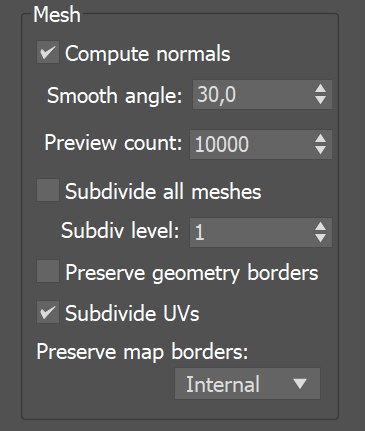 Mesh
Compute normals
Smooth angle: 30,0
Preview count: 10000
Subdivide all meshes
Subdiv level: 1
Preserve geometry borders
Subdivide UVs
Preserve map borders:
Internal